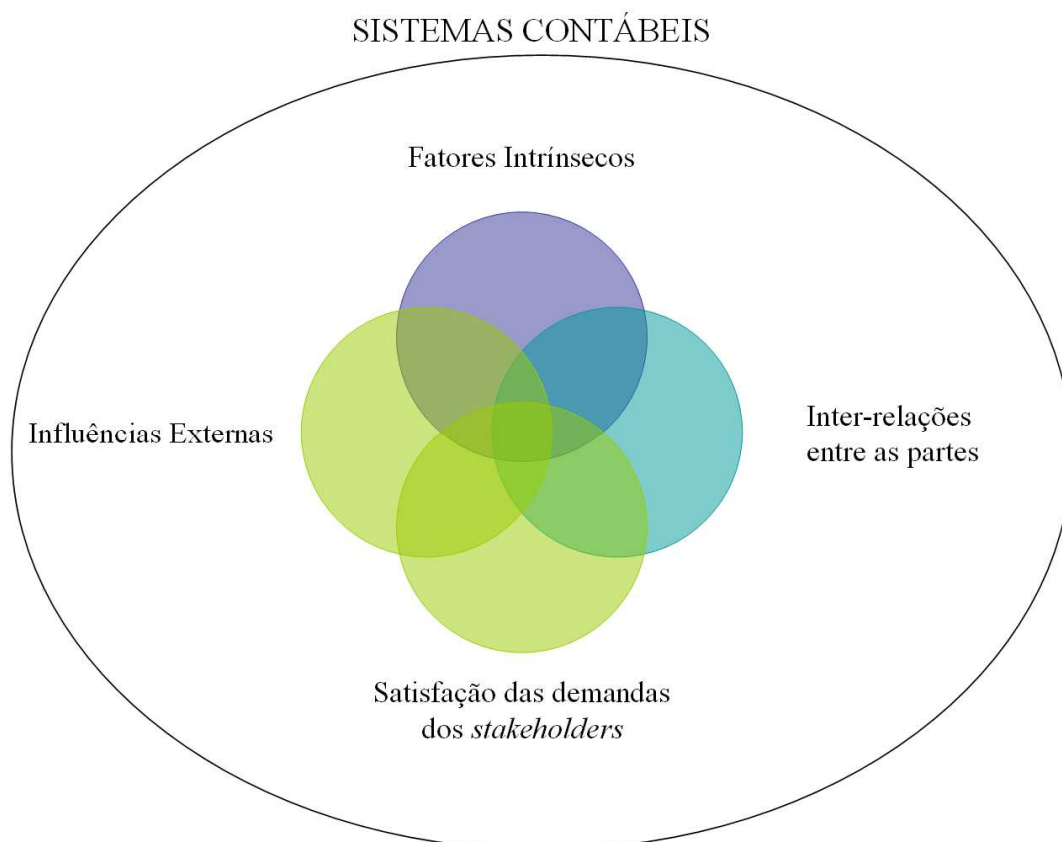 SISTEMAS CONTÁBEIS
Fatores Intrínsecos
Influências Externas
Inter-relações
entre as partes
Satisfação das demandas
dos stakeholders